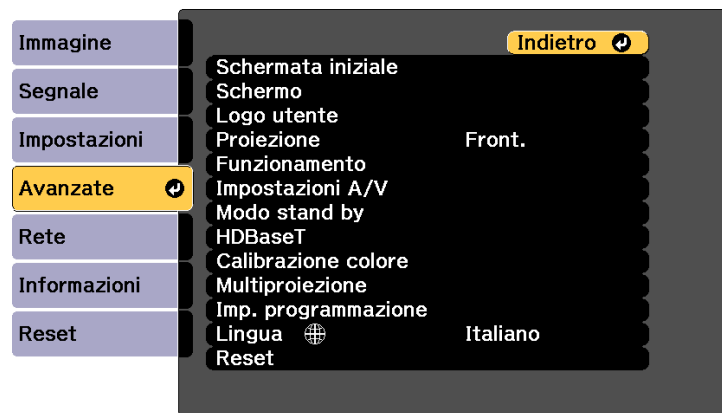 Immagine
Segnale
Impostazioni
Avanzate
Rete
Informazioni
Reset
Indietro
Schermata iniziale
Schermo
Logo utente
Proiezione Front.
Funzionamento
Impostazioni A/V
Modo stand by
HDBaseT
Calibrazione colore
Multiproiezione
Imp. programmazione
Lingua Italiano
Reset